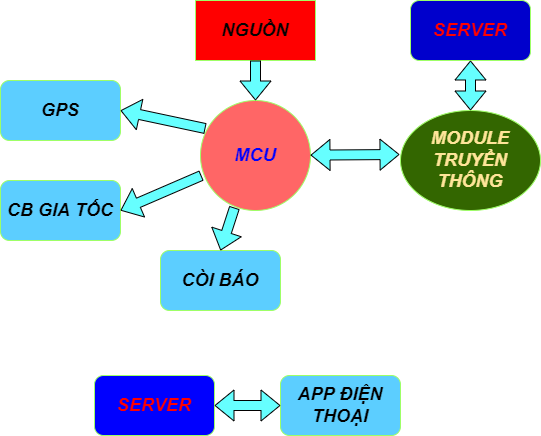 NGUỒN
SERVER
GPS
MCU
MODULE
TRUYỀN
THÔNG
CB GIA TỐC
CÒI BÁO
SERVER
APP ĐIỆN
THOẠI